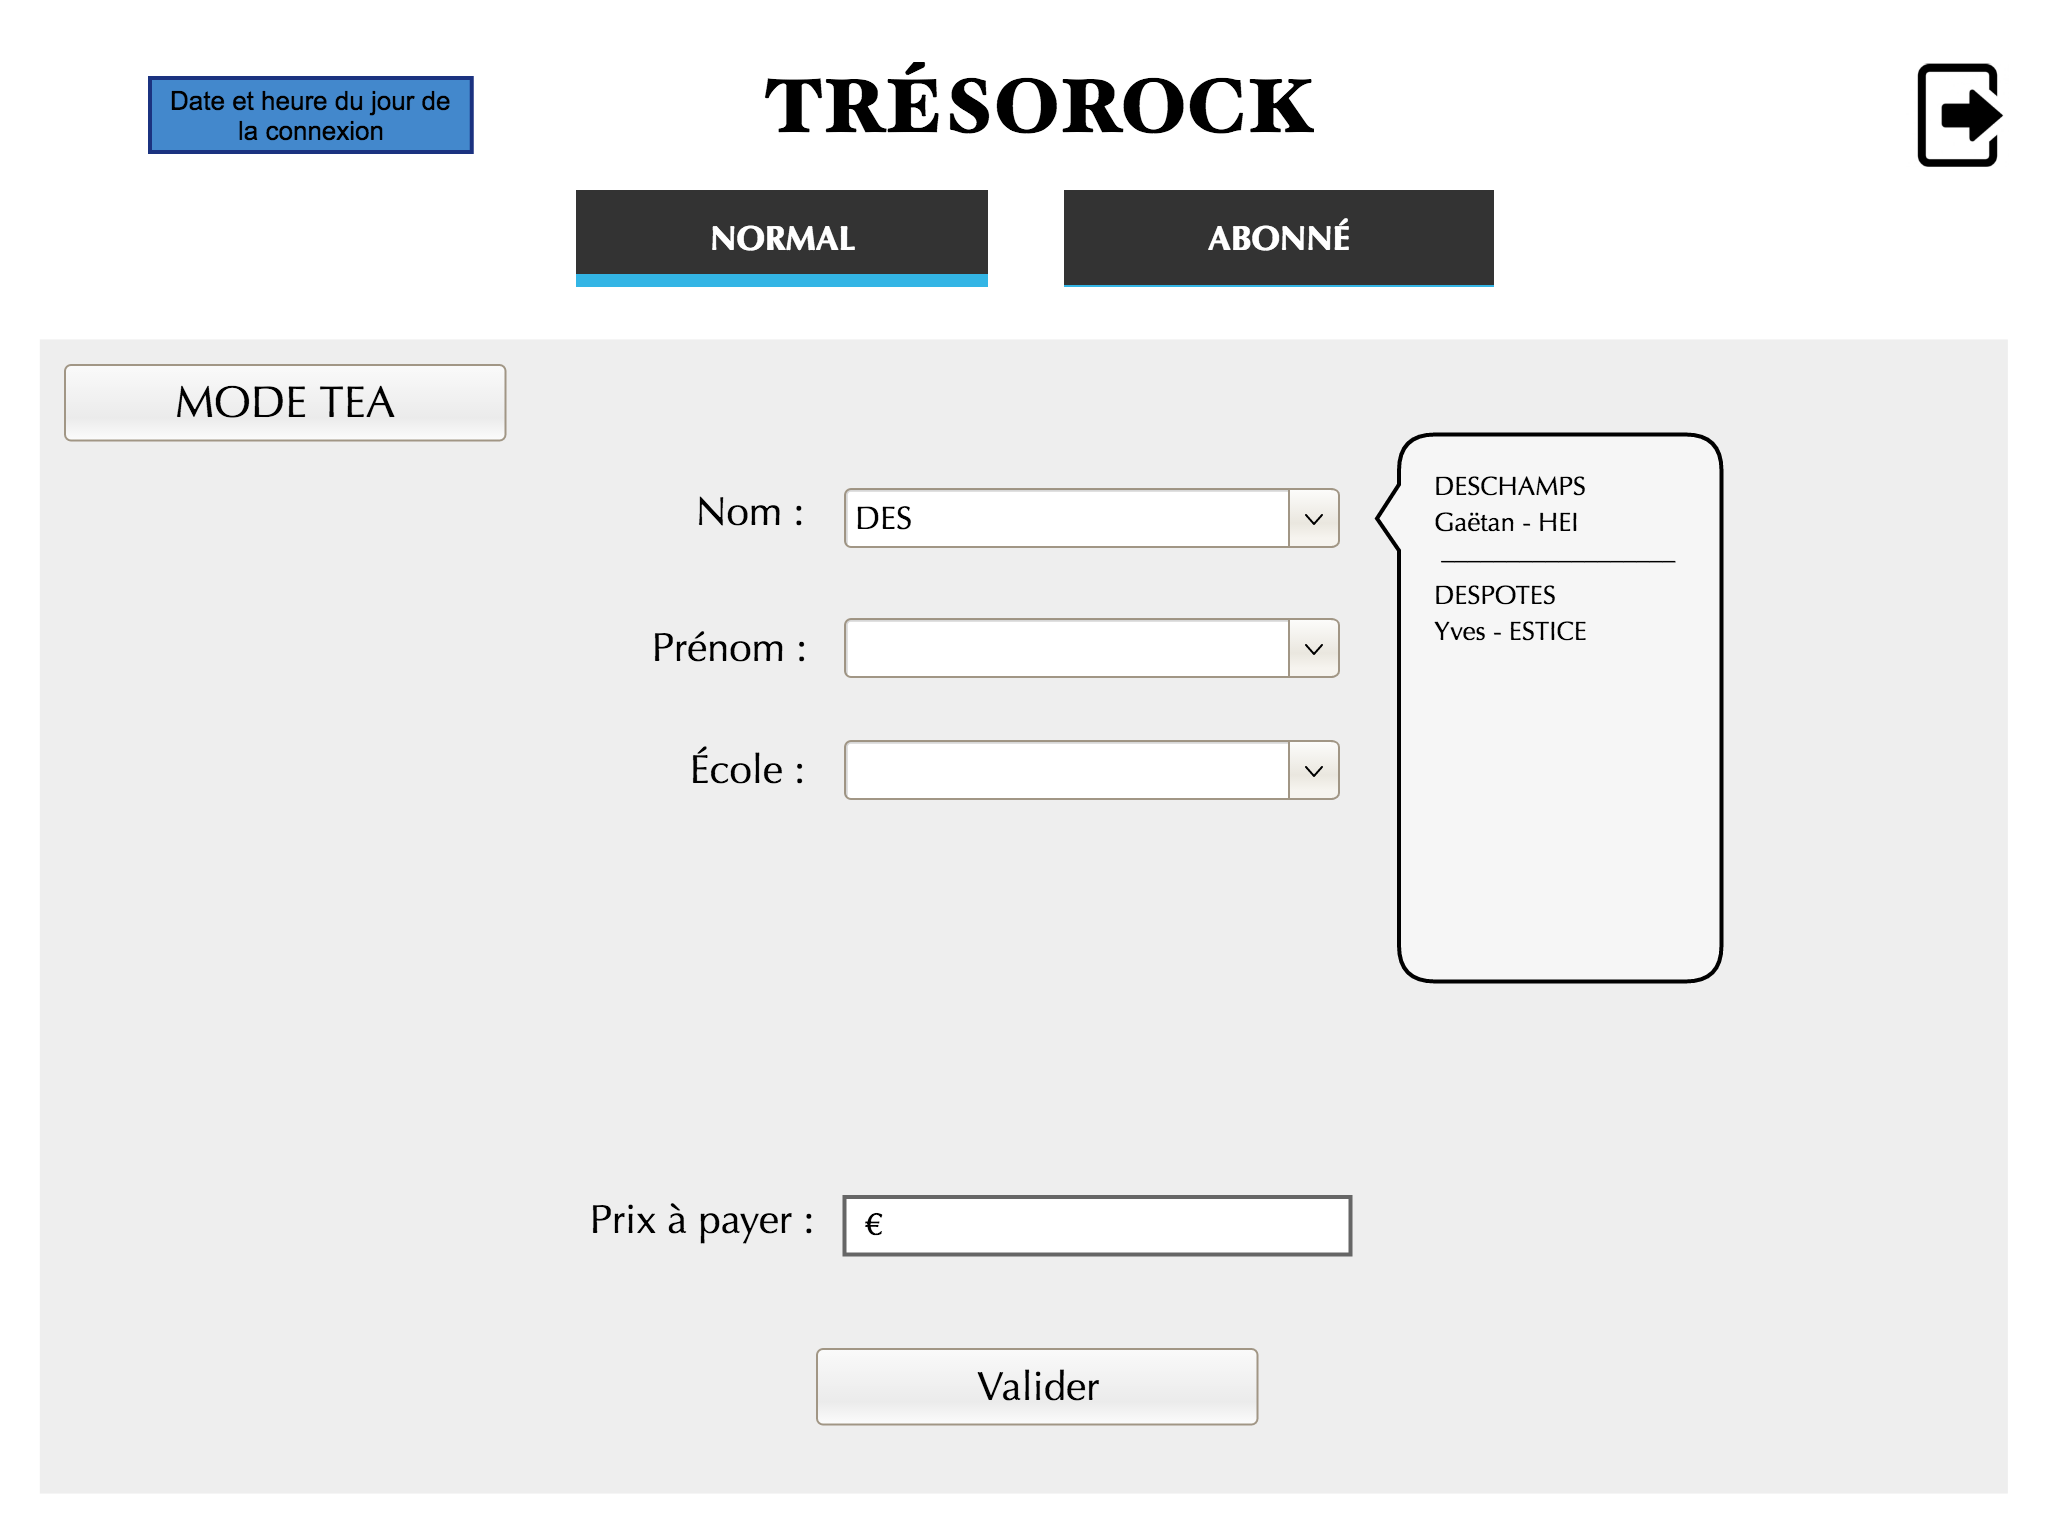 Date et heure du jour de
la connexion
TRÉSOROCK
NORMAL
ABONNÉ
MODE TEA
Nom :
DES
DESCHAMPS
Gaëtan - HEI
DESPOTES
Yves - ESTICE
Prénom :
École :
Prix à payer :
€
Valider